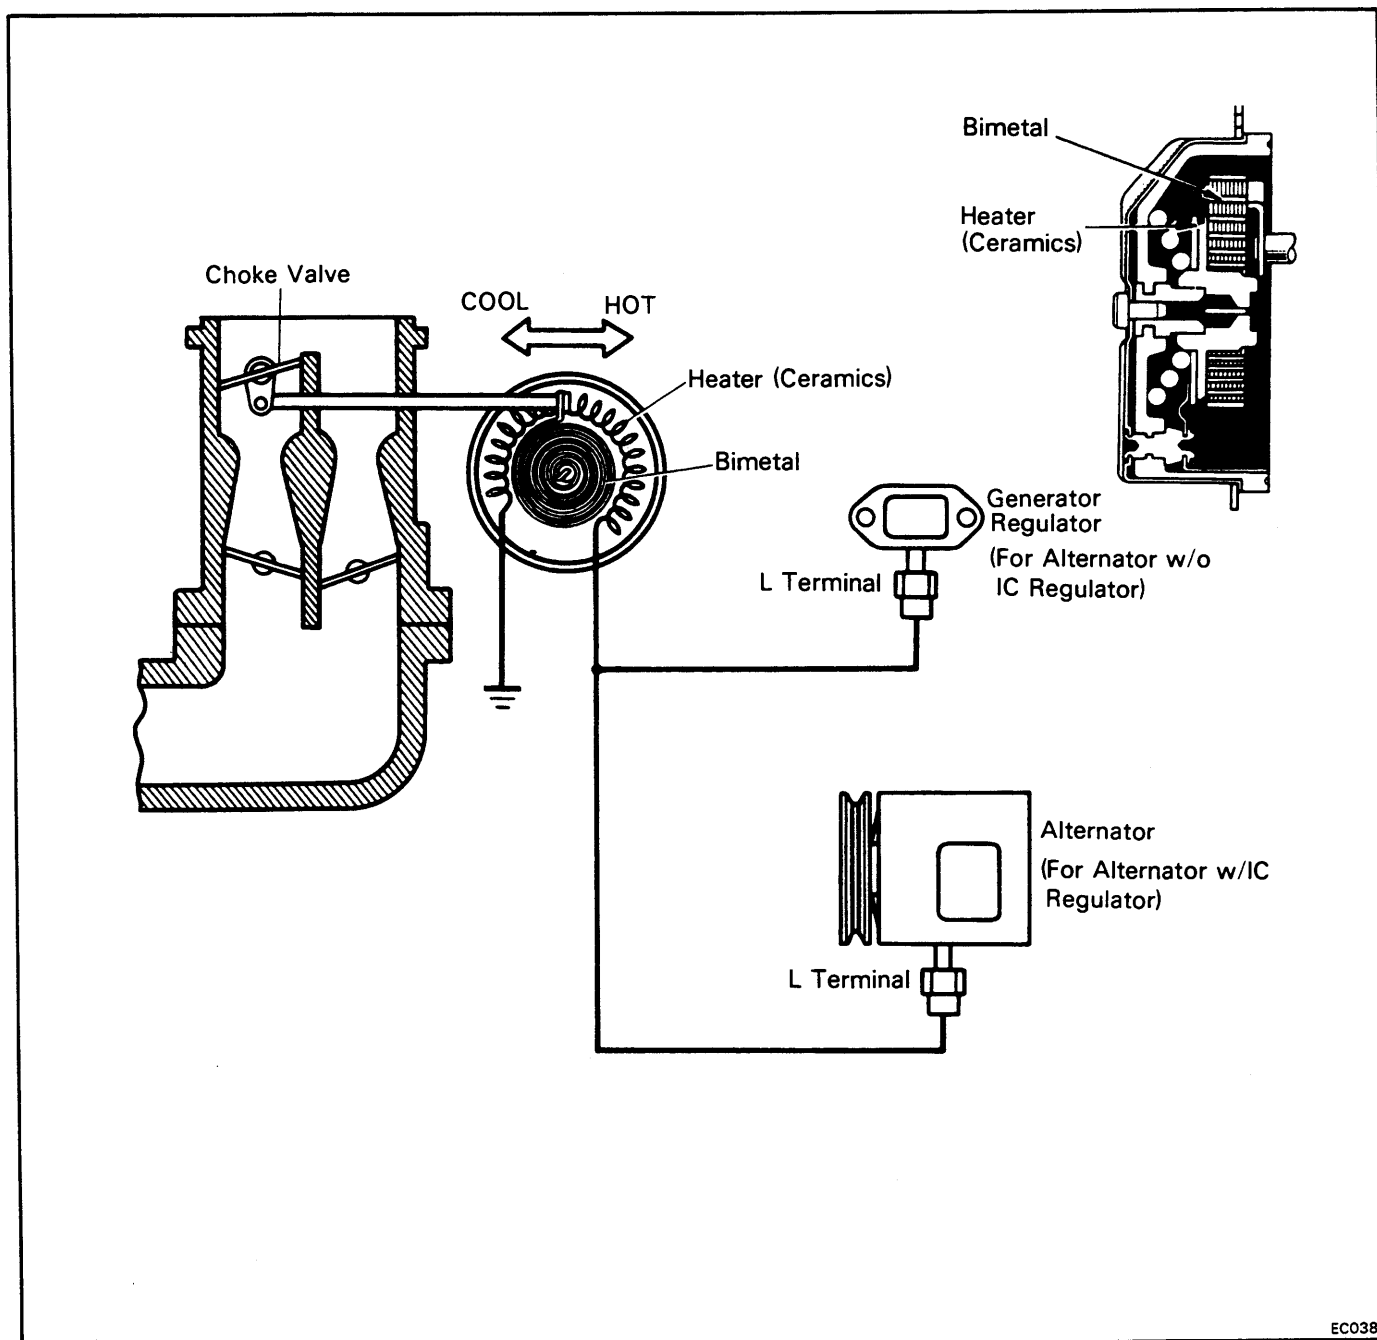 Bimetal
Heater
(Ceramics)
Choke Valve
COOL
HOT
Heater (Ceramics)
Bimetal
Generator
Regulator
(For Alternator w/o
IC Regulator)
L Terminal
Alternator
(For Alternator w/IC
Regulator)
L Terminal
EC038